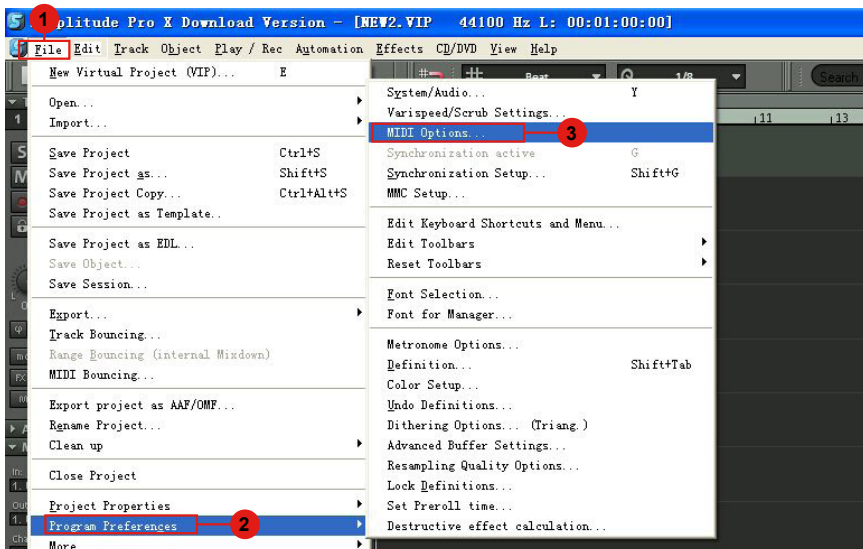 1
plitude Pro X Download Version - [NEW2.VIP 44100 Hz L: 00:01:00:00]
File Edit Track Object Play / Rec Automation Effects CD/DVD View Help
New Virtual Project (VIP)... E
Open...
Import...
Save Project Ctrl+S
Save Project as... Shift+S
Save Project Copy... Ctrl+Alt+S
Save Project as Template..
Save Project as EDL...
Save Object...
Save Session...
Export...
Track Bouncing...
Range Bouncing (internal Mixdown)
MIDI Bouncing...
Export project as AAF/OMF...
Rename Project...
Clean up
Close Project
Project Properties
Program Preferences 2
More
Beat 1/8 Search
System/Audio... Y
Varispeed/Scrub Settings...
MIDI Options... 3
Synchronization active G
Synchronization Setup... Shift+G
MMC Setup...
Edit Keyboard Shortcuts and Menu...
Edit Toolbars
Reset Toolbars
Font Selection...
Font for Manager...
Metronome Options...
Definition... Shift+Tab
Color Setup...
Undo Definitions...
Dithering Options... (Triang.)
Advanced Buffer Settings...
Resampling Quality Options...
Lock Definitions...
Set Preroll time...
Destructive effect calculation...
11 13
1
S
M
In: